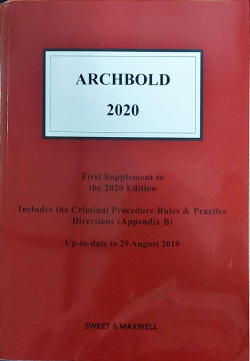 ARCHBOLD
2020
First Supplement to
the 2020 Edition
Includes the Criminal Procedure Rules & Practice
Directions (Appendix B)
Up-to-date to 29 August 2019
SWEET & MAXWELL